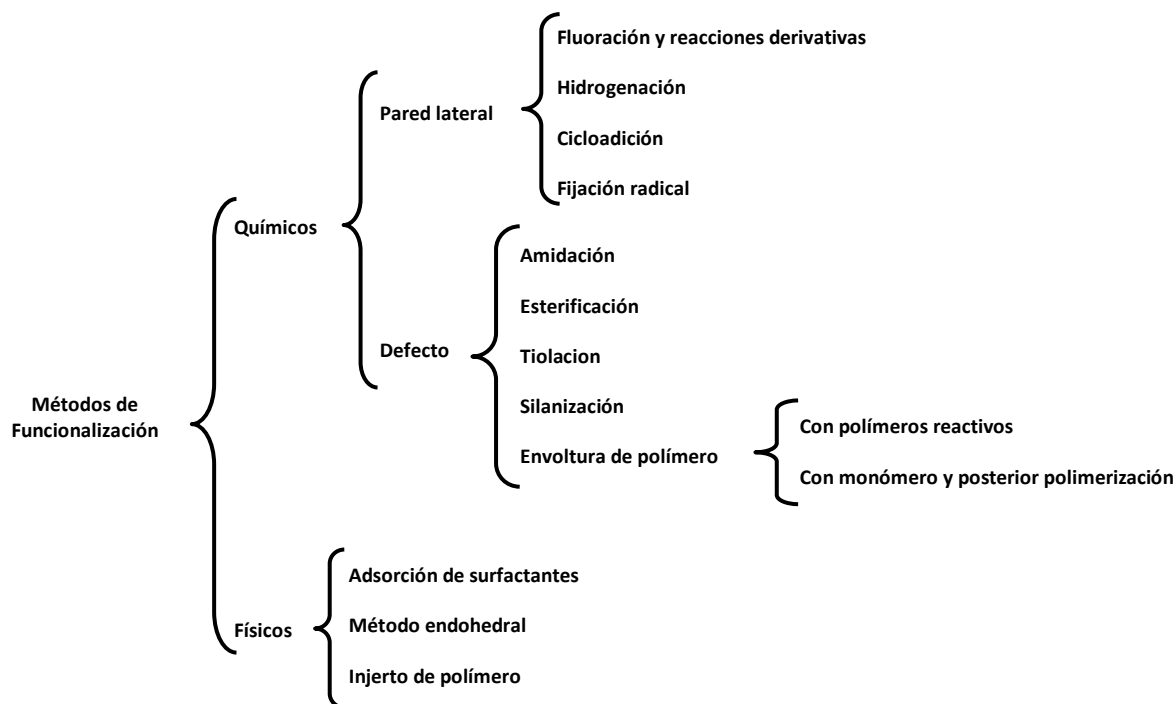 Métodos de
Funcionalización
Químicos
Pared lateral
Fluoración y reacciones derivativas
Hidrogenación
Cicloadición
Fijación radical
Defecto
Amidación
Esterificación
Tiolacion
Silanización
Envoltura de polímero
Con polímeros reactivos
Con monómero y posterior polimerización
Físicos
Adsorción de surfactantes
Método endohedral
Injerto de polímero